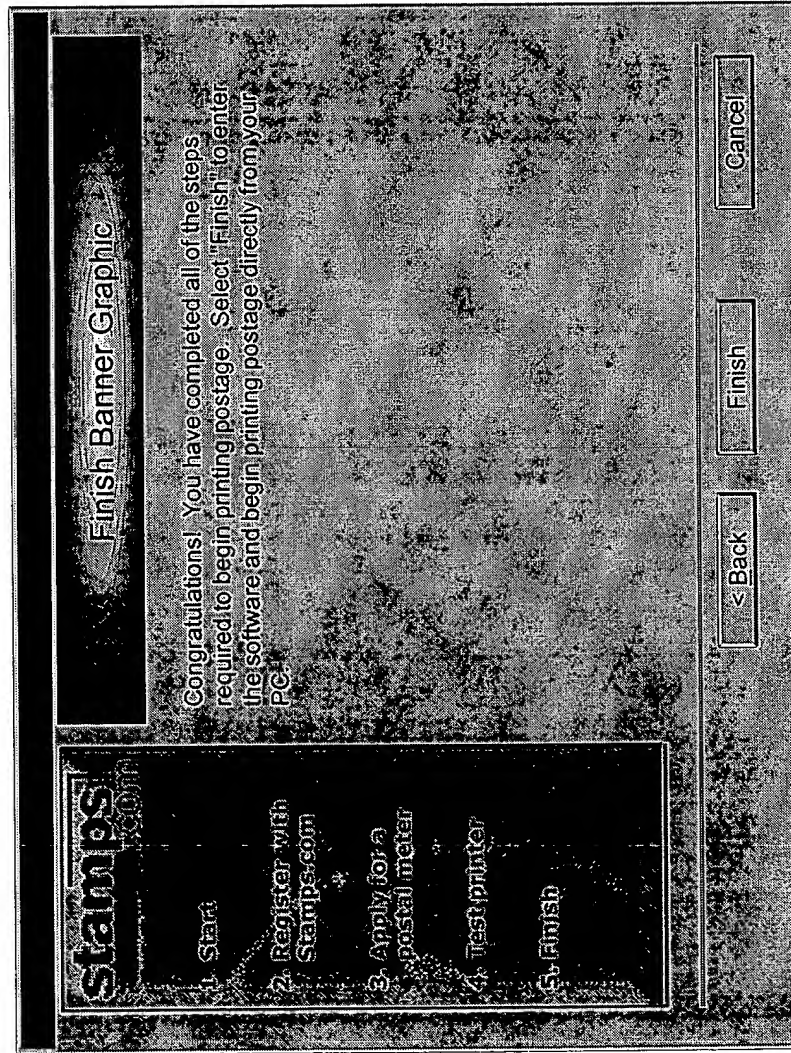 stamps
.com
1. Start
2. Register with
Stamps.com
3. Apply for a
postal meter
4. Test printer
5. Finish
Finish Banner Graphic
Congratulations! You have completed all of the steps
required to begin printing postage. Select "Finish" to enter
the software and begin printing postage directly from your
PC.
< Back
Finish
Cancel